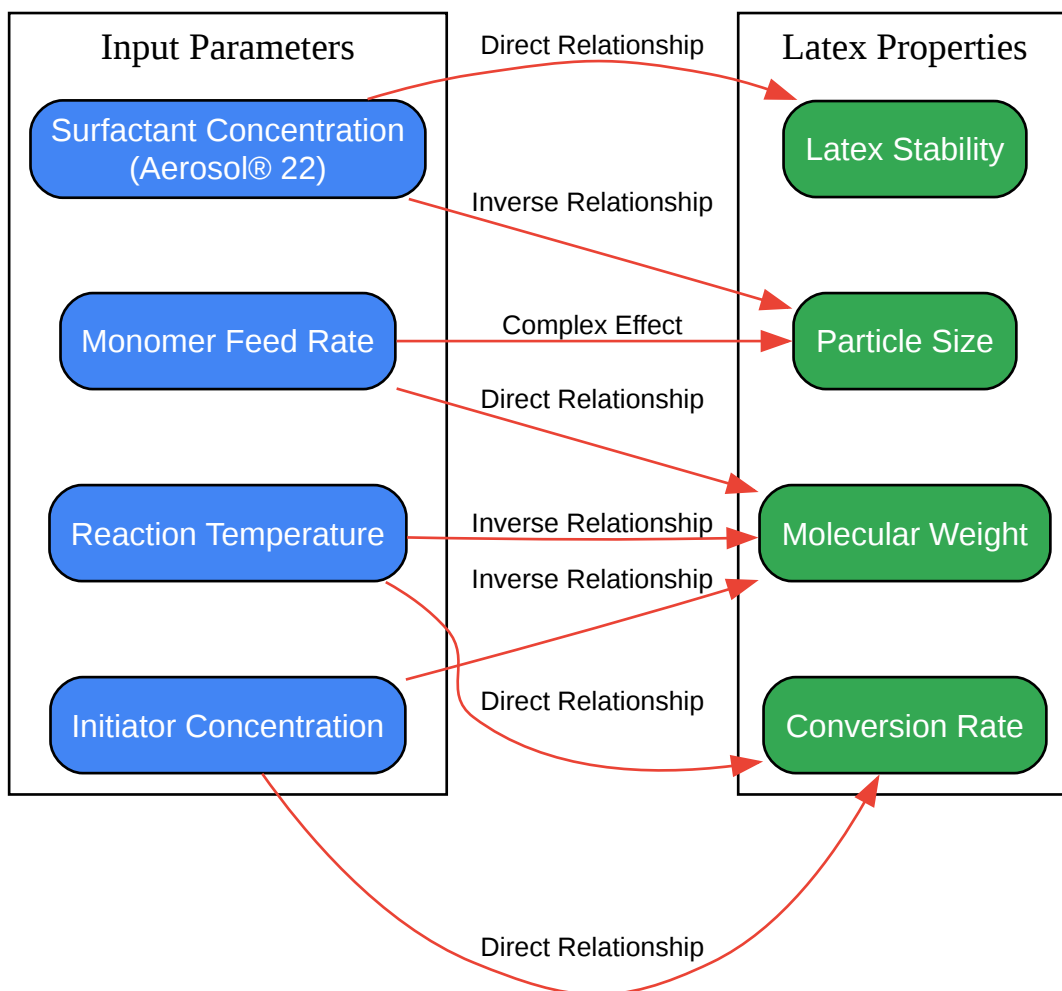 Input Parameters
Latex Properties
Direct Relationship
Surfactant Concentration
(Aerosol® 22)
Latex Stability
Inverse Relationship
Monomer Feed Rate
Complex Effect
Particle Size
Direct Relationship
Reaction Temperature
Inverse Relationship
Molecular Weight
Inverse Relationship
Initiator Concentration
Direct Relationship
Conversion Rate
Direct Relationship